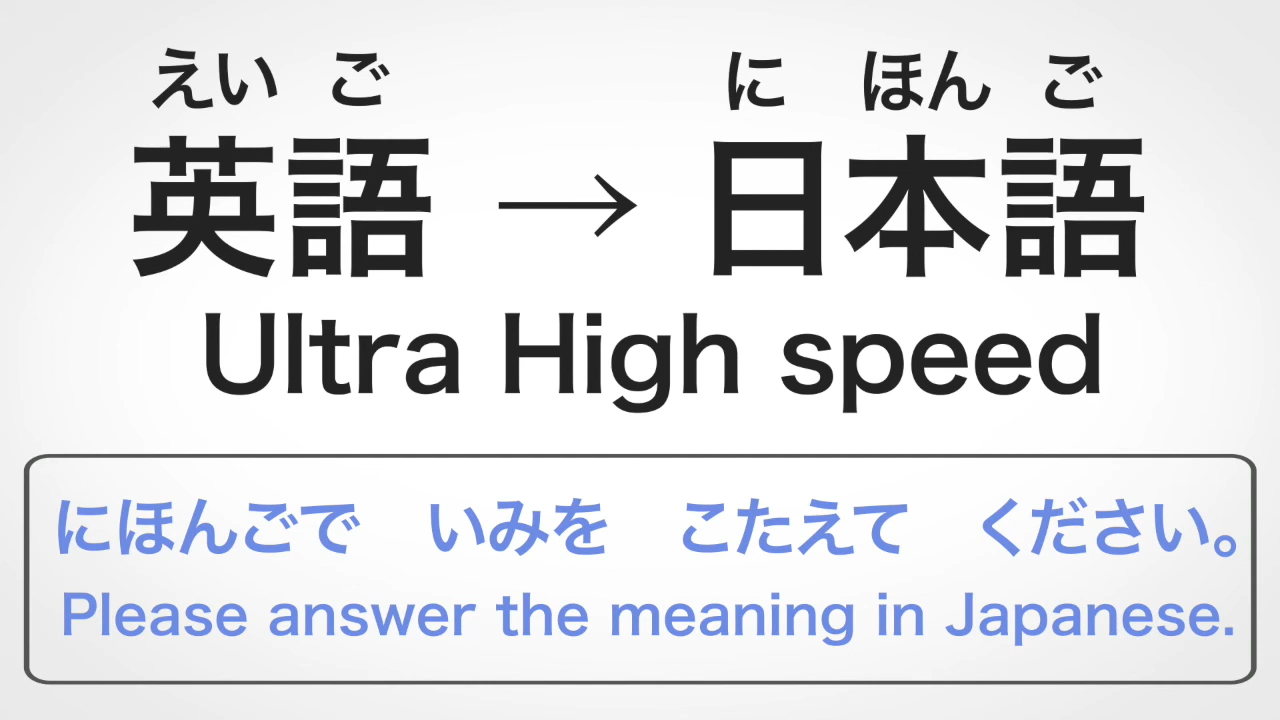 えい ご に ほん ご
英語 → 日本語
Ultra High speed
にほんごで いみを こたえて ください。
Please answer the meaning in Japanese.